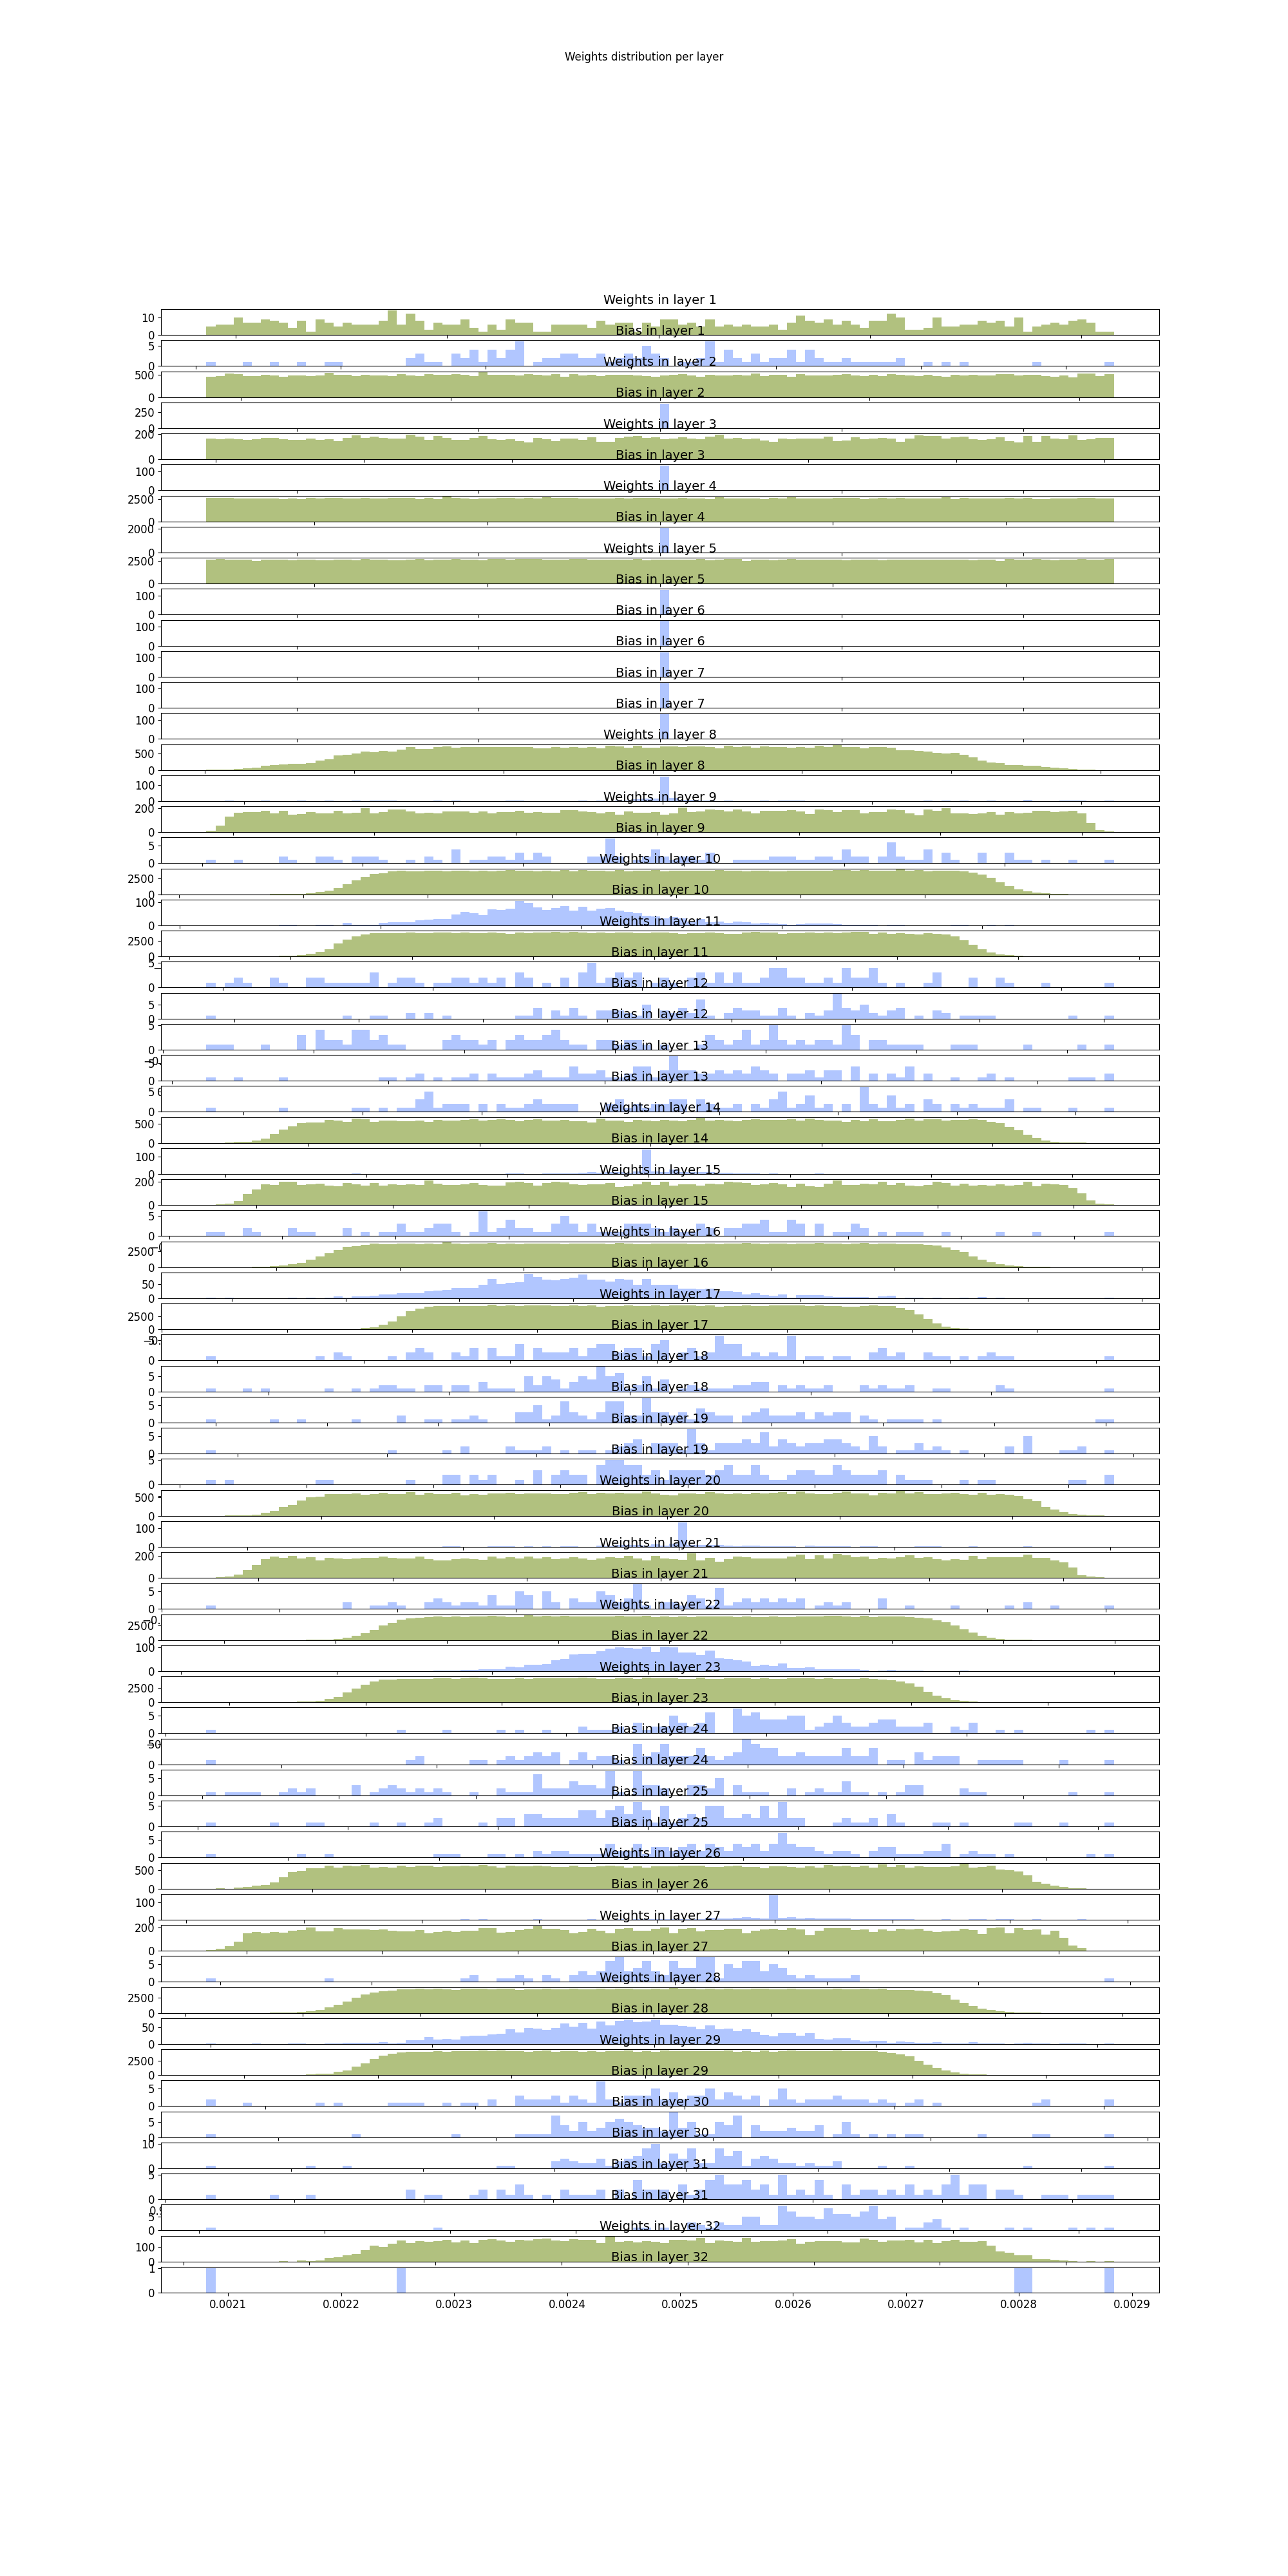 Weights distribution per layer
Weights in layer 1
10
0
Bias in layer 1
5
0
Weights in layer 2
500
0
Bias in layer 2
250
0
Weights in layer 3
200
0
Bias in layer 3
100
0
Weights in layer 4
2500
0
Bias in layer 4
2000
0
Weights in layer 5
2500
0
Bias in layer 5
100
0
Bias in layer 6
100
0
Bias in layer 6
100
0
Bias in layer 7
100
0
Bias in layer 7
100
0
Weights in layer 8
500
0
Bias in layer 8
100
0
Weights in layer 9
200
0
Bias in layer 9
5
0
Weights in layer 10
2500
0
Bias in layer 10
100
0
Weights in layer 11
2500
0
Bias in layer 11
5
0
Bias in layer 12
5
0
Bias in layer 12
5
0
Bias in layer 13
0
Bias in layer 13
5
0
Weights in layer 14
500
0
Bias in layer 14
100
0
Weights in layer 15
200
0
Bias in layer 15
5
0
Weights in layer 16
2500
0
Bias in layer 16
50
0
Weights in layer 17
2500
0
Bias in layer 17
0
Bias in layer 18
5
0
Bias in layer 18
5
0
Bias in layer 19
5
0
Bias in layer 19
5
0
Weights in layer 20
500
0
Bias in layer 20
100
0
Weights in layer 21
200
0
Bias in layer 21
5
0
Weights in layer 22
2500
0
Bias in layer 22
100
0
Weights in layer 23
2500
0
Bias in layer 23
5
0
Bias in layer 24
0
Bias in layer 24
5
0
Bias in layer 25
5
0
Bias in layer 25
5
0
Weights in layer 26
500
0
Bias in layer 26
100
0
Weights in layer 27
200
0
Bias in layer 27
5
0
Weights in layer 28
2500
0
Bias in layer 28
50
0
Weights in layer 29
2500
0
Bias in layer 29
5
0
Bias in layer 30
5
0
Bias in layer 30
10
0
Bias in layer 31
5
0
Bias in layer 31
5
0
Weights in layer 32
100
0
Bias in layer 32
1
0
0.0021 0.0022 0.0023 0.0024 0.0025 0.0026 0.0027 0.0028 0.0029